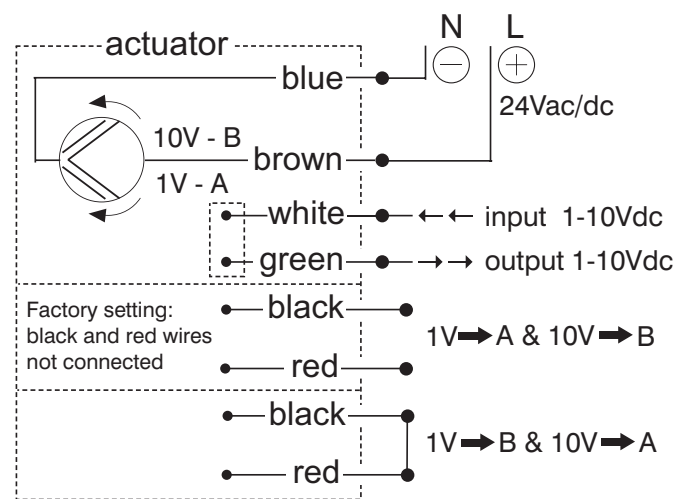 actuator
N L
blue
24Vac/dc
10V - B
brown
1V - A
white input 1-10Vdc
green output 1-10Vdc
Factory setting:
black and red wires
not connected
black
1V➡A & 10V➡B
red
black
1V➡B & 10V➡A
red